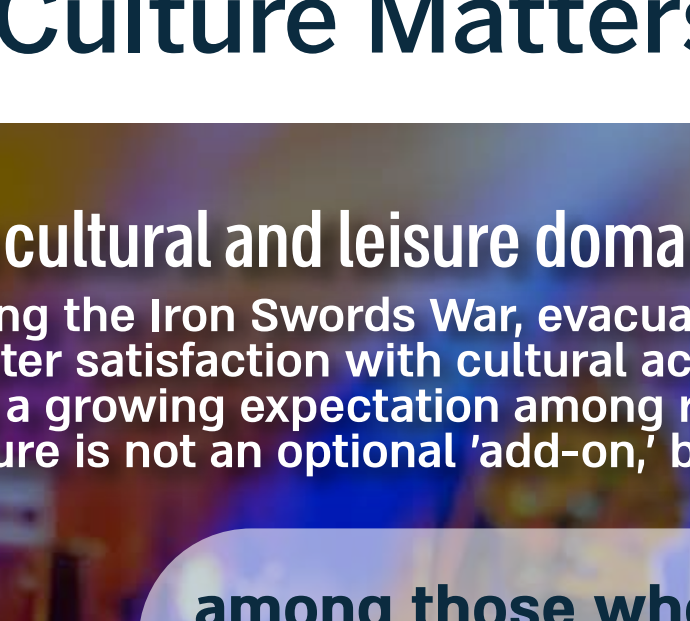 Culture Matters
cultural and leisure doma
ng the Iron Swords War, evacua
ter satisfaction with cultural ac
a growing expectation among r
ure is not an optional 'add-on,' b
among those who